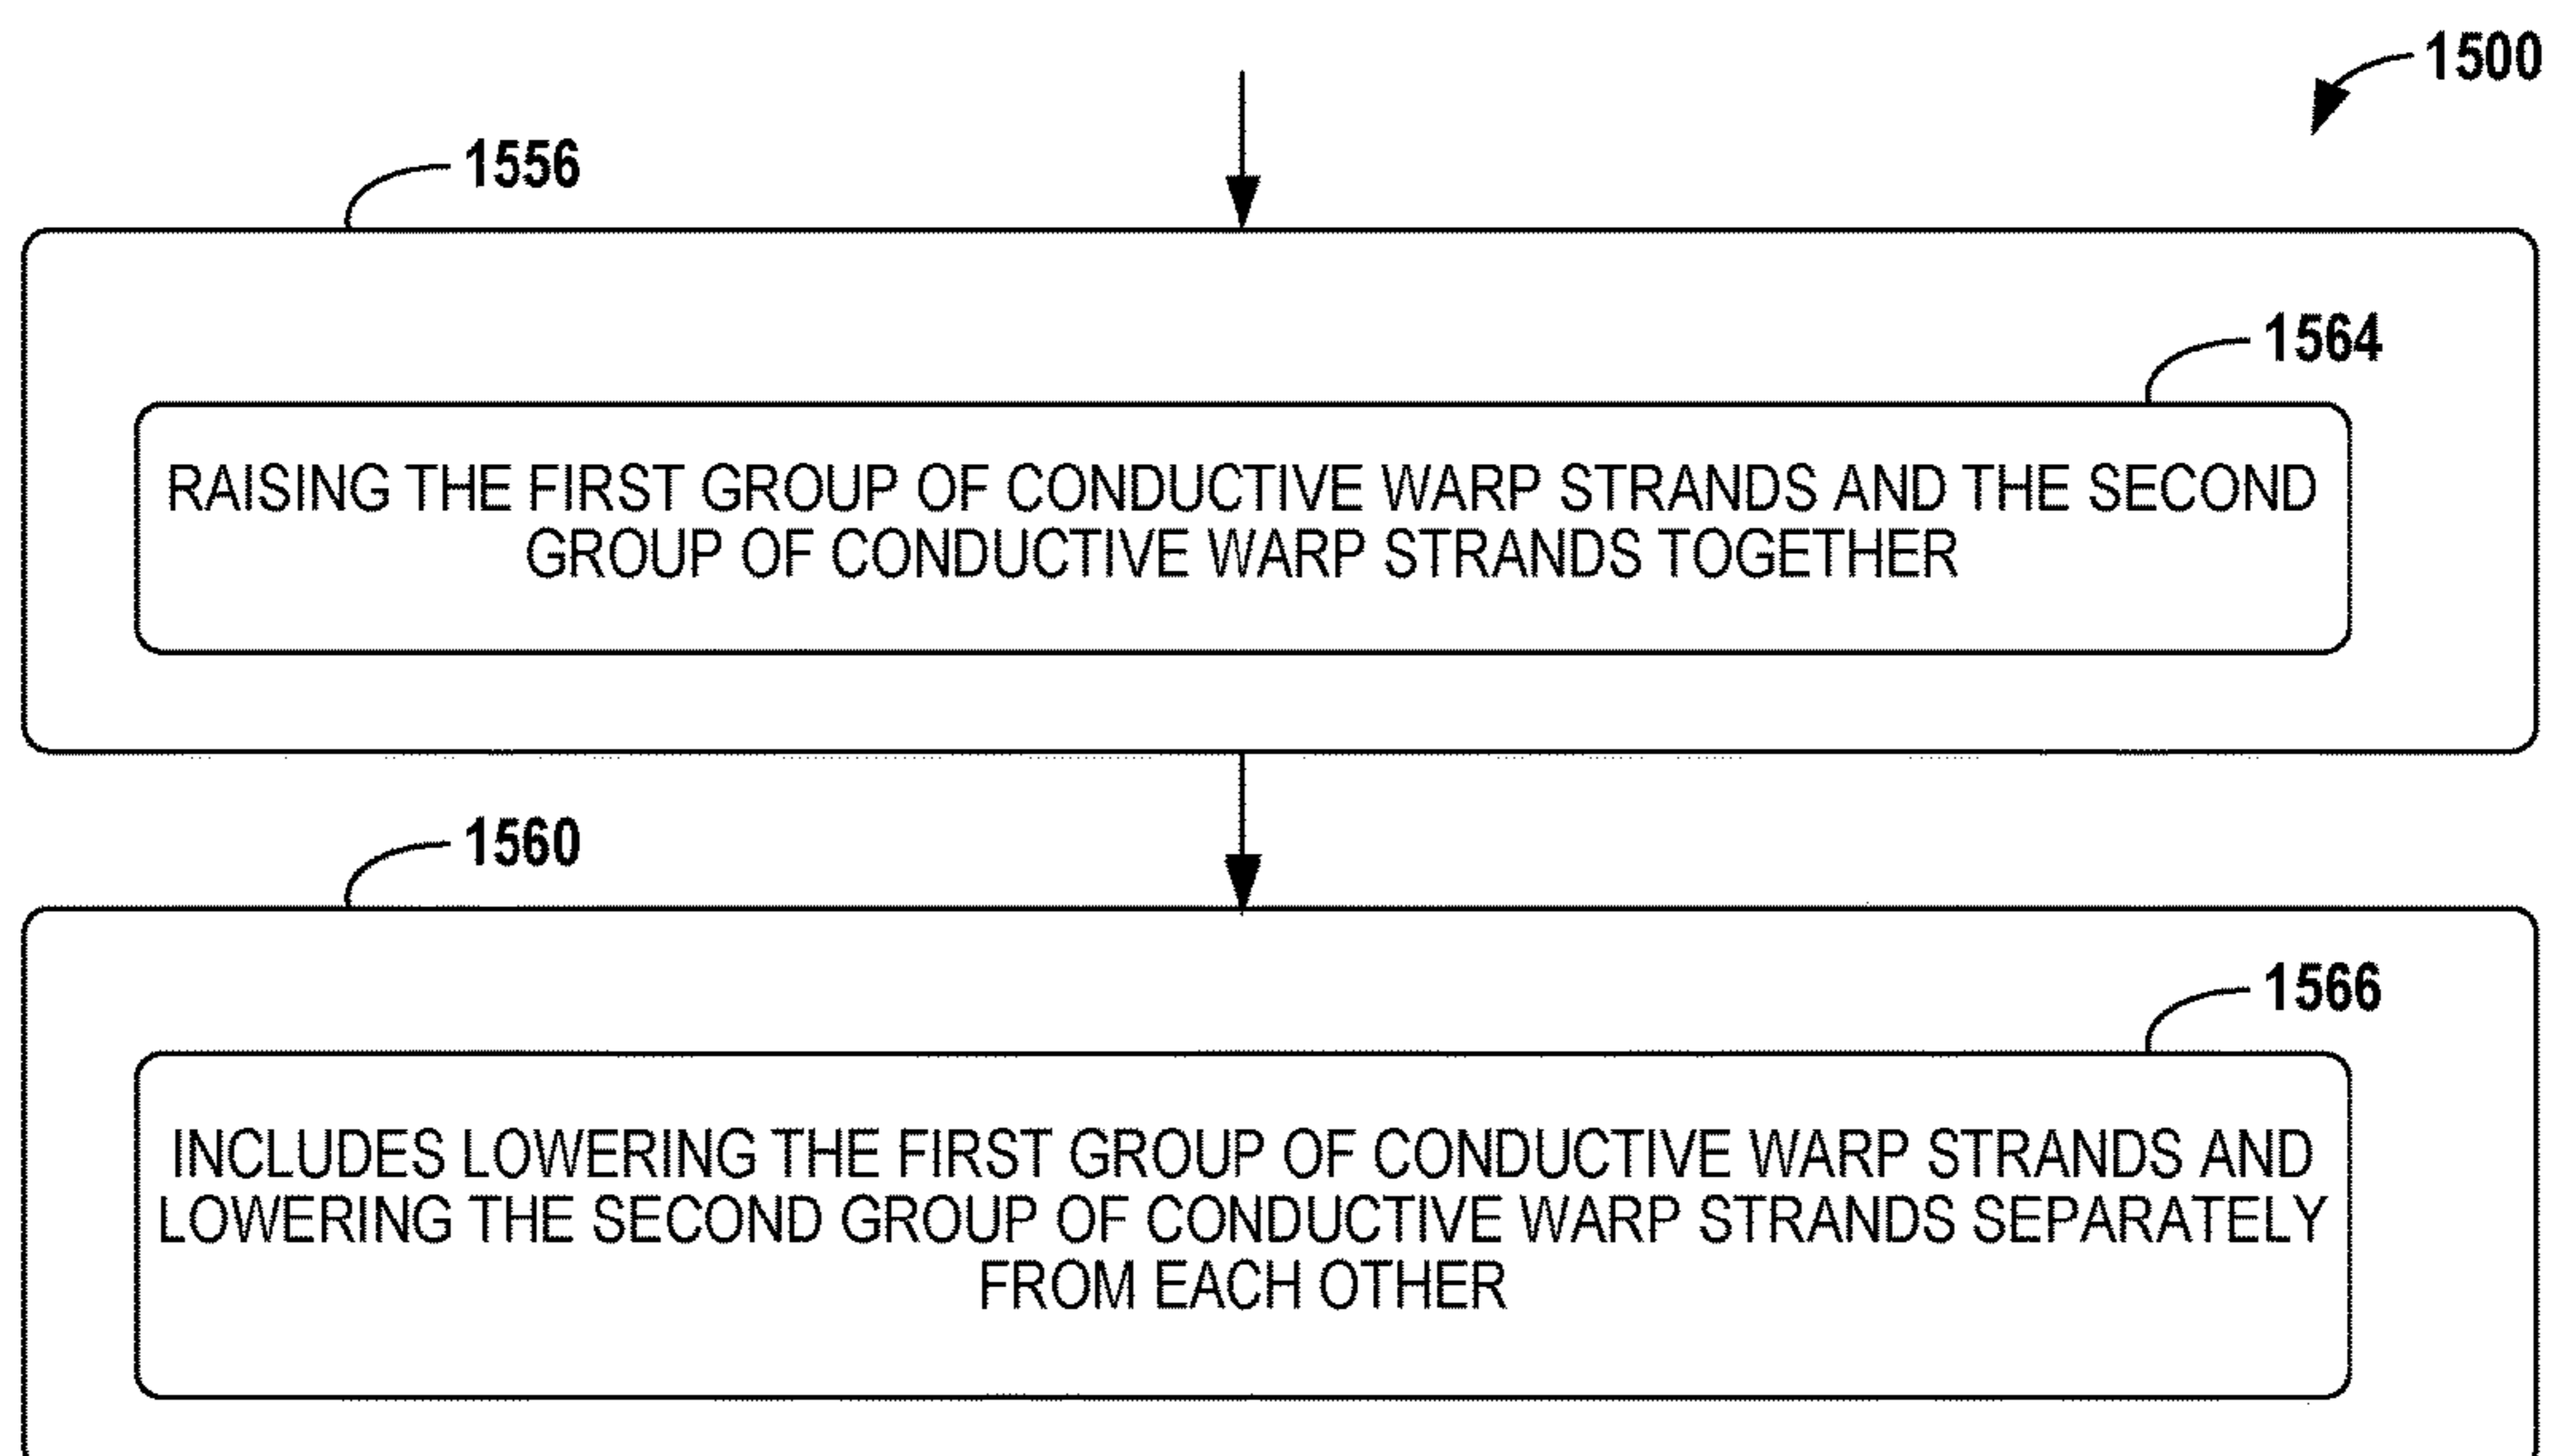 1500
1556
1564
RAISING THE FIRST GROUP OF CONDUCTIVE WARP STRANDS AND THE SECOND
GROUP OF CONDUCTIVE WARP STRANDS TOGETHER
1560
1566
INCLUDES LOWERING THE FIRST GROUP OF CONDUCTIVE WARP STRANDS AND
LOWERING THE SECOND GROUP OF CONDUCTIVE WARP STRANDS SEPARATELY
FROM EACH OTHER